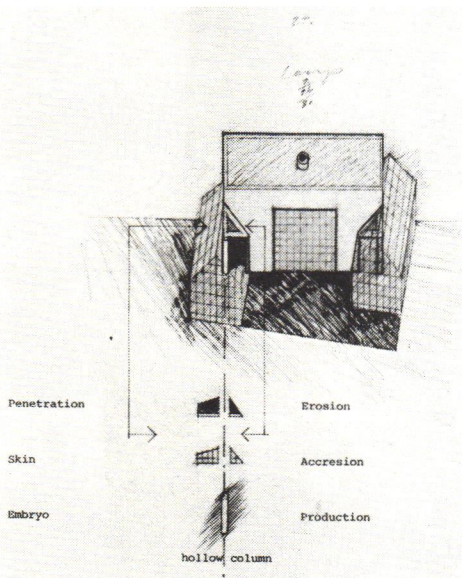 Penetration
Erosion
Skin
Accresion
Embryo
Production
hollow column